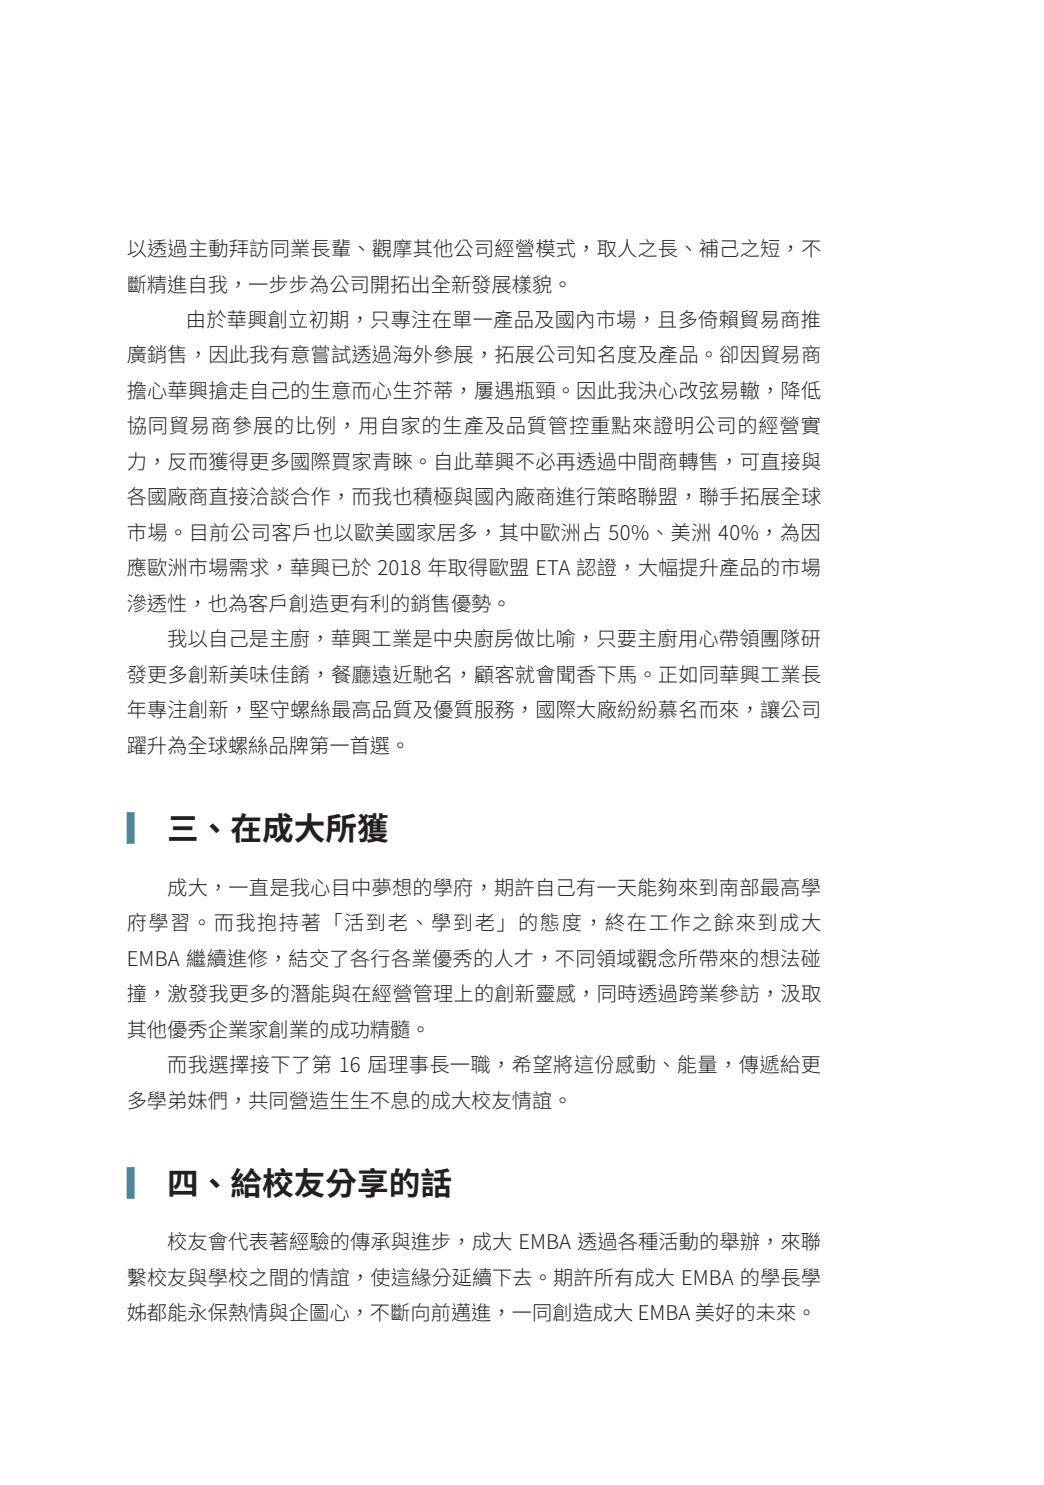 以透過主動拜訪同業長輩、觀摩其他公司經營模式，取人之長、補己之短，不
斷精進自我，一步步為公司開拓出全新發展樣貌。
由於華興創立初期，只專注在單一產品及國內市場，且多倚賴貿易商推
廣銷售，因此我有意嘗試透過海外參展，拓展公司知名度及產品。卻因貿易商
擔心華興搶走自己的生意而心生芥蒂，屢遇瓶頸。因此我決心改弦易轍，降低
協同貿易商參展的比例，用自家的生產及品質管控重點來證明公司的經營實
力，反而獲得更多國際買家青睞。自此華興不必再透過中間商轉售，可直接與
各國廠商直接洽談合作，而我也積極與國內廠商進行策略聯盟，聯手拓展全球
市場。目前公司客戶也以歐美國家居多，其中歐洲占 50%、美洲 40%，為因
應歐洲市場需求，華興已於 2018 年取得歐盟 ETA 認證，大幅提升產品的市場
滲透性，也為客戶創造更有利的銷售優勢。
我以自己是主廚，華興工業是中央廚房做比喻，只要主廚用心帶領團隊研
發更多創新美味佳餚，餐廳遠近馳名，顧客就會聞香下馬。正如同華興工業長
年專注創新，堅守螺絲最高品質及優質服務，國際大廠紛紛慕名而來，讓公司
躍升為全球螺絲品牌第一首選。
三、在成大所獲
成大，一直是我心目中夢想的學府，期許自己有一天能夠來到南部最高學
府學習。而我抱持著「活到老、學到老」的態度，終在工作之餘來到成大
EMBA 繼續進修，結交了各行各業優秀的人才，不同領域觀念所帶來的想法碰
撞，激發我更多的潛能與在經營管理上的創新靈感，同時透過跨業參訪，汲取
其他優秀企業家創業的成功精髓。
而我選擇接下了第 16 屆理事長一職，希望將這份感動、能量，傳遞給更
多學弟妹們，共同營造生生不息的成大校友情誼。
四、給校友分享的話
校友會代表著經驗的傳承與進步，成大 EMBA 透過各種活動的舉辦，來聯
繫校友與學校之間的情誼，使這緣分延續下去。期許所有成大 EMBA 的學長學
姊都能永保熱情與企圖心，不斷向前邁進，一同創造成大 EMBA 美好的未來。